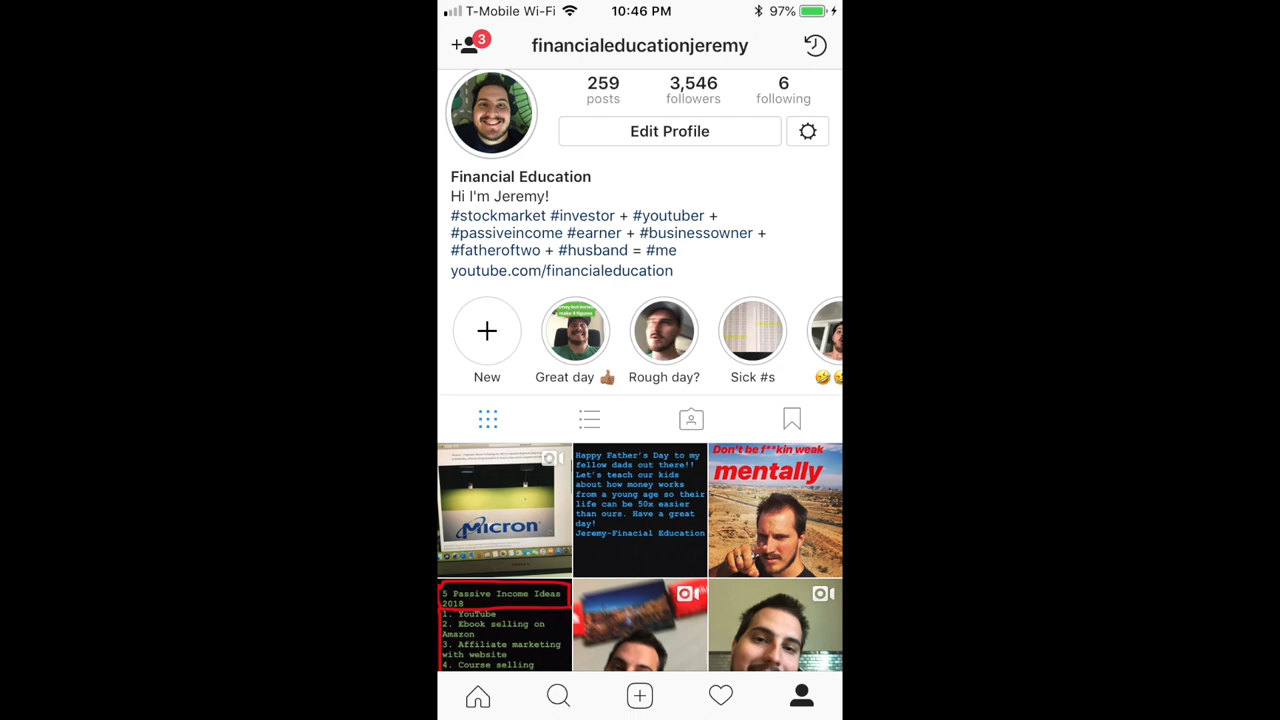 T-Mobile Wi-Fi 10:46 PM 97%
3 financialeducationjeremy
259 3,546 6
posts followers following
Edit Profile
Financial Education
Hi I'm Jeremy!
#stockmarket #investor + #youtuber +
#passiveincome #earner + #businessowner +
#fatheroftwo + #husband = #me
youtube.com/financialeducation
make 4 figures
New Great day 👍🏽 Rough day? Sick #s 🤣
Micron
Happy Father's Day to my
fellow dads out there!!
Let's teach our kids
about how money works
from a young age so their
life can be 50x easier
than ours. Have a great
day!
Jeremy-Finacial Education
Don't be f**kin weak
mentally
5 Passive Income Ideas
2018
1. YouTube
2. Ebook selling on
Amazon
3. Affiliate marketing
with website
4. Course selling